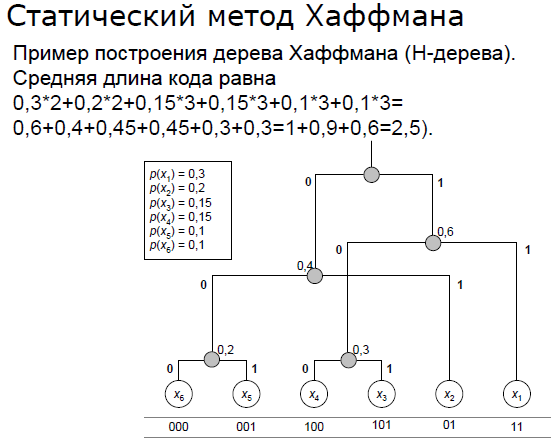 Статический метод Хаффмана
Пример построения дерева Хаффмана (Н-дерева).
Средняя длина кода равна
0,3*2+0,2*2+0,15*3+0,15*3+0,1*3+0,1*3=
0,6+0,4+0,45+0,45+0,3+0,3=1+0,9+0,6=2,5).
p(x1) = 0,3
p(x2) = 0,2
p(x3) = 0,15
p(x4) = 0,15
p(x5) = 0,1
p(x6) = 0,1
0 1
0 0,6 1
0,4
0 1
0,2 0,3
0 1 0 1
x6 x5 x4 x3 x2 x1
000 001 100 101 01 11